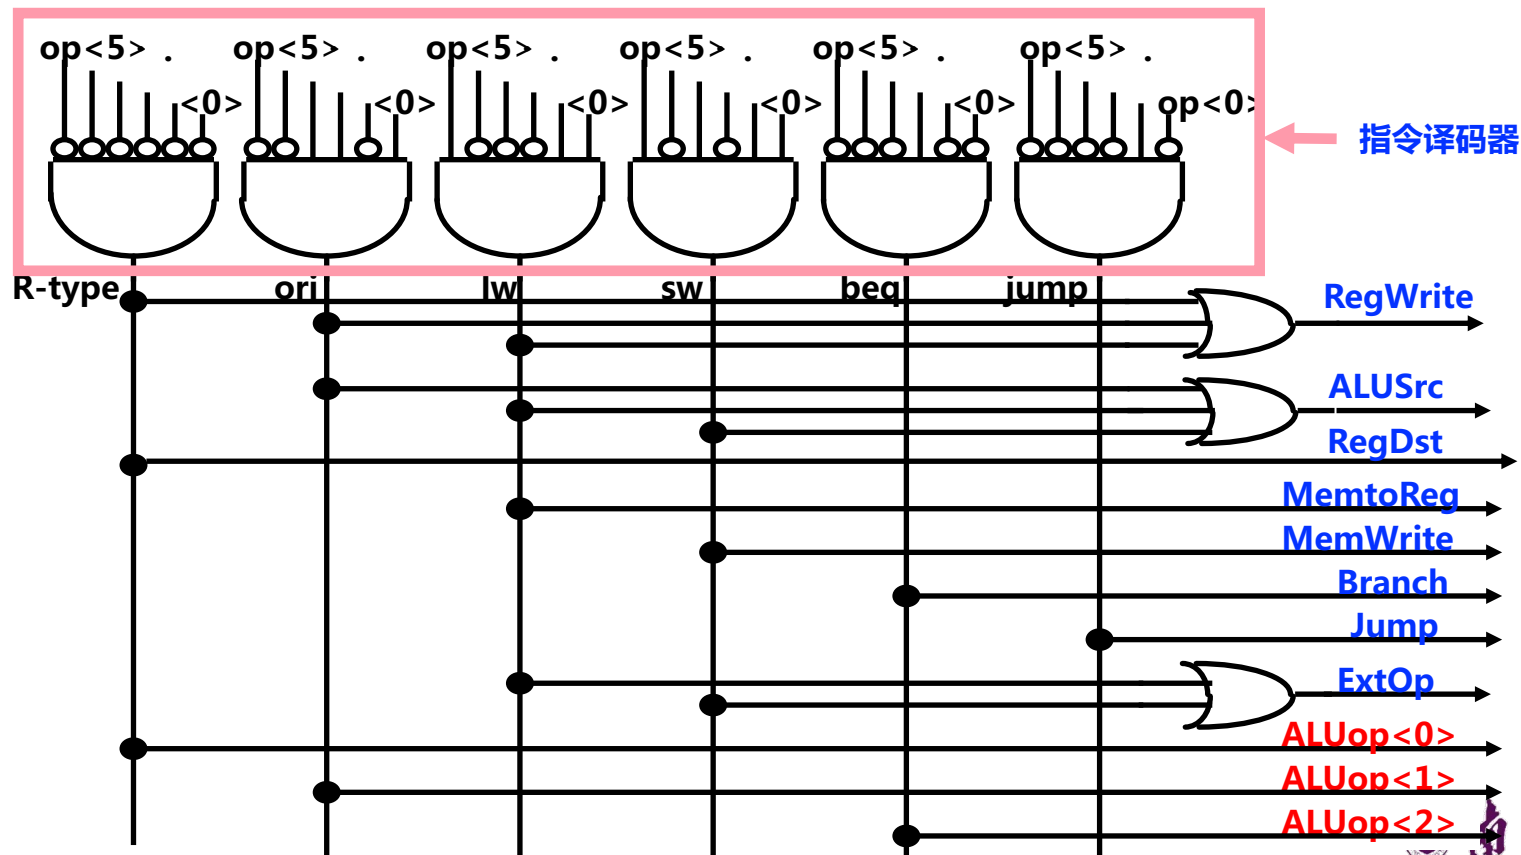 op<5> . op<5> . op<5> . op<5> . op<5> . op<5> .
<0> <0> <0> <0> <0> op<0>
指令译码器
R-type ori lw sw beq jump
RegWrite
ALUSrc
RegDst
MemtoReg
MemWrite
Branch
Jump
ExtOp
ALUop<0>
ALUop<1>
ALUop<2>